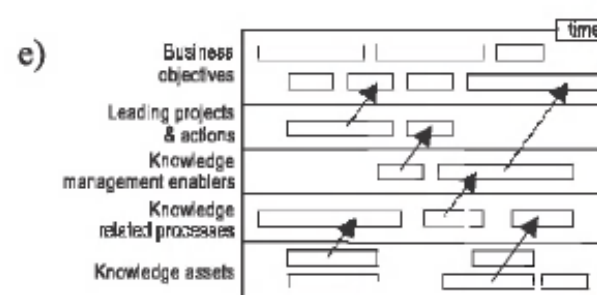 time
e)
Business
objectives
Leading projects
& actions
Knowledge
management enablers
Knowledge
related processes
Knowledge assets